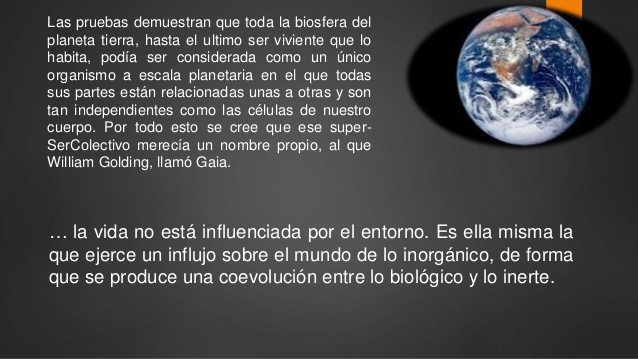 Las pruebas demuestran que toda la biosfera del
planeta tierra, hasta el ultimo ser viviente que lo
habita, podía ser considerada como un único
organismo a escala planetaria en el que todas
sus partes están relacionadas unas a otras y son
tan independientes como las células de nuestro
cuerpo. Por todo esto se cree que ese super-
SerColectivo merecía un nombre propio, al que
William Golding, llamó Gaia.
… la vida no está influenciada por el entorno. Es ella misma la
que ejerce un influjo sobre el mundo de lo inorgánico, de forma
que se produce una coevolución entre lo biológico y lo inerte.